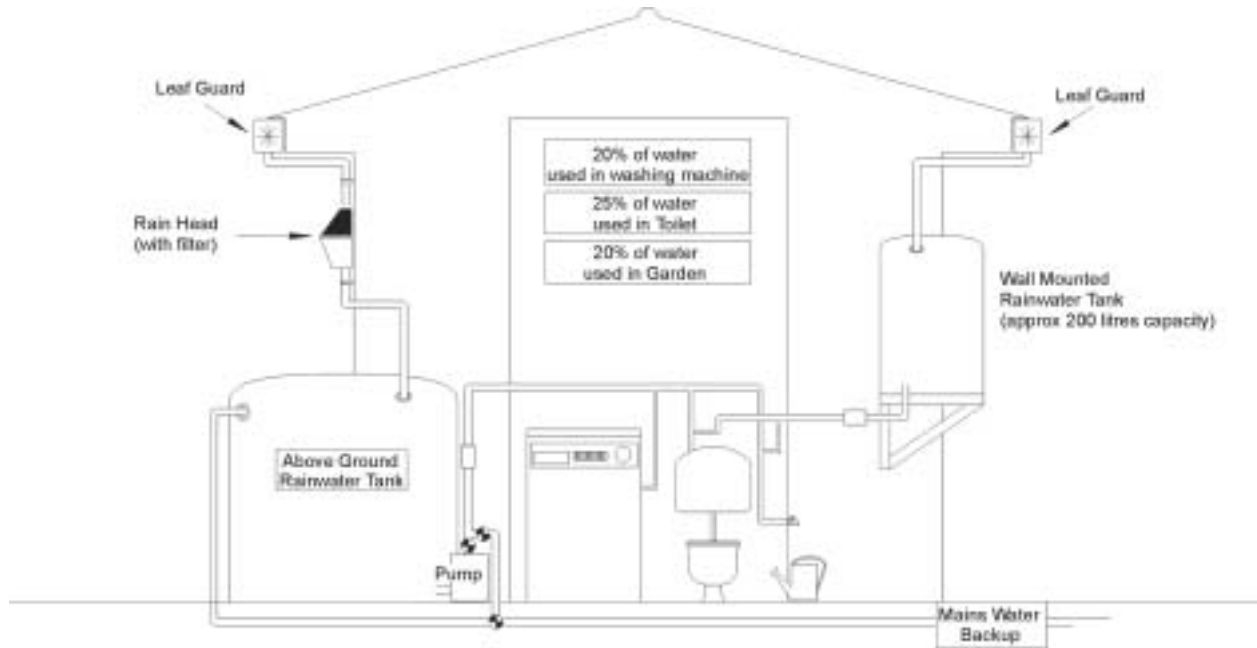 Leaf Guard
Leaf Guard
20% of water
used in washing machine
25% of water
used in Toilet
20% of water
used in Garden
Rain Head
(with filter)
Wall Mounted
Rainwater Tank
(approx 200 litres capacity)
Above Ground
Rainwater Tank
Pump
Mains Water
Backup